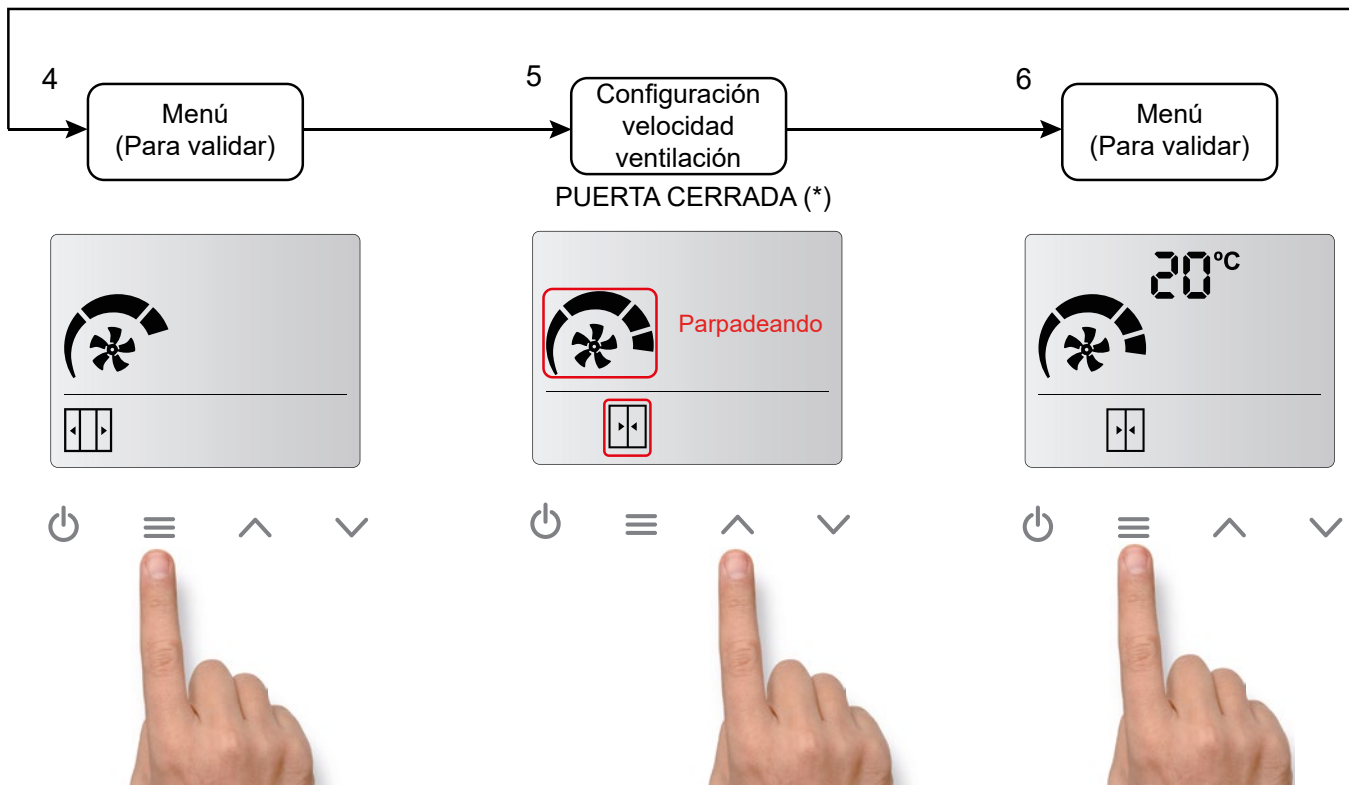 4
Menú
(Para validar)
5
Configuración
velocidad
ventilación
PUERTA CERRADA (*)
6
Menú
(Para validar)
Parpadeando
20°C